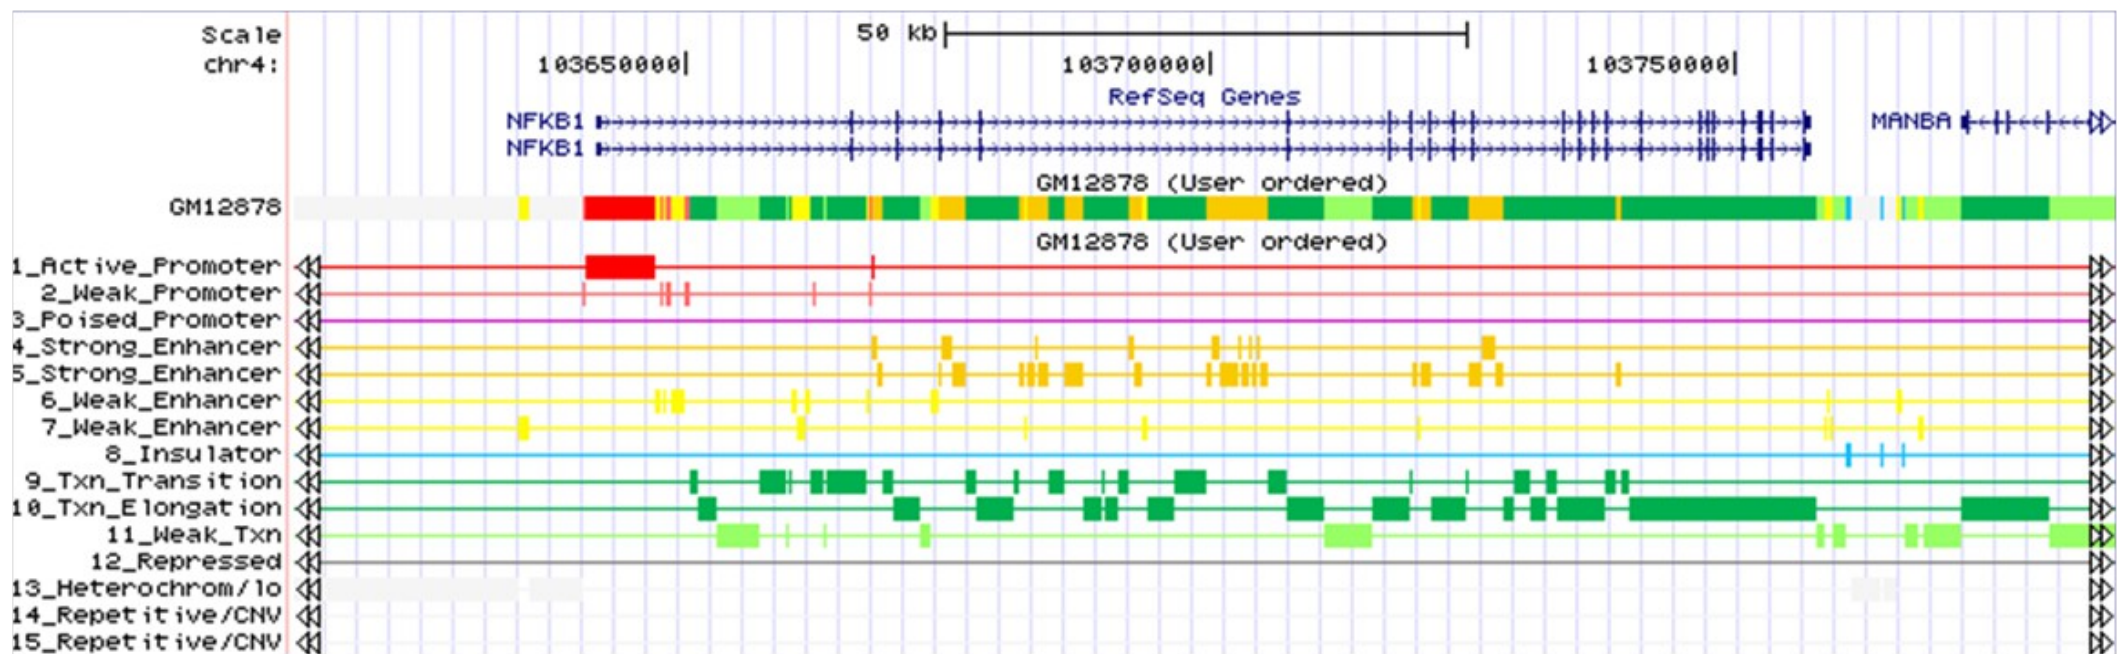 Scale 50 kb
chr4: 103650000 103700000 103750000
RefSeq Genes
NFKB1 MANBA
NFKB1
GM12878 (User ordered)
GM12878
GM12878 (User ordered)
1_Active_Promoter
2_Weak_Promoter
3_Poised_Promoter
4_Strong_Enhancer
5_Strong_Enhancer
6_Weak_Enhancer
7_Weak_Enhancer
8_Insulator
9_Txn_Transition
10_Txn_Elongation
11_Weak_Txn
12_Repressed
13_Heterochrom/lo
14_Repetitive/CNV
15_Repetitive/CNV